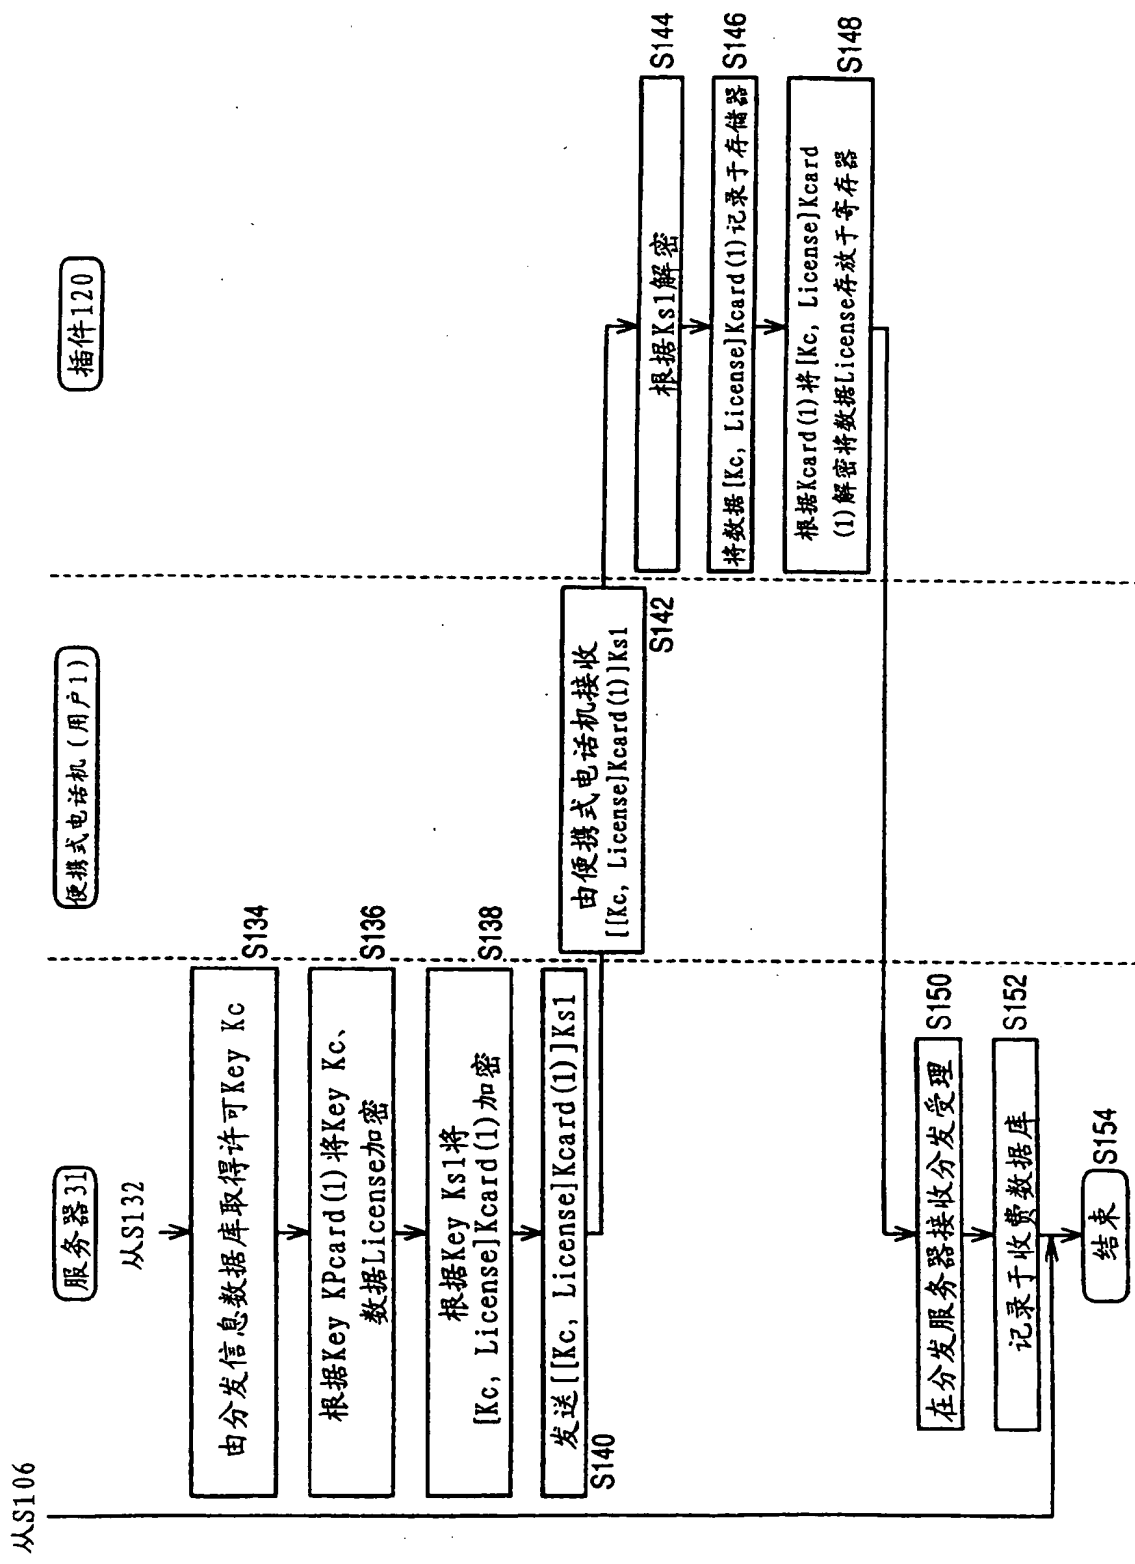 从S106
服务器31
便携式电话机(用户1)
插件120
从S132
由分发信息数据库取得许可Key Kc
S134
根据Key KPcard(1)将Key Kc、
数据License加密
S136
根据Key Ks1将
[Kc, License]Kcard(1)加密
S138
发送[[Kc, License]Kcard(1)]Ks1
S140
由便携式电话机接收
[[Kc, License]Kcard(1)]Ks1
S142
根据Ks1解密
S144
将数据[Kc, License]Kcard(1)记录于存储器
S146
根据Kcard(1)将[Kc, License]Kcard
(1)解密将数据License存放于寄存器
S148
在分发服务器接收分发受理
S150
记录于收费数据库
S152
结束
S154